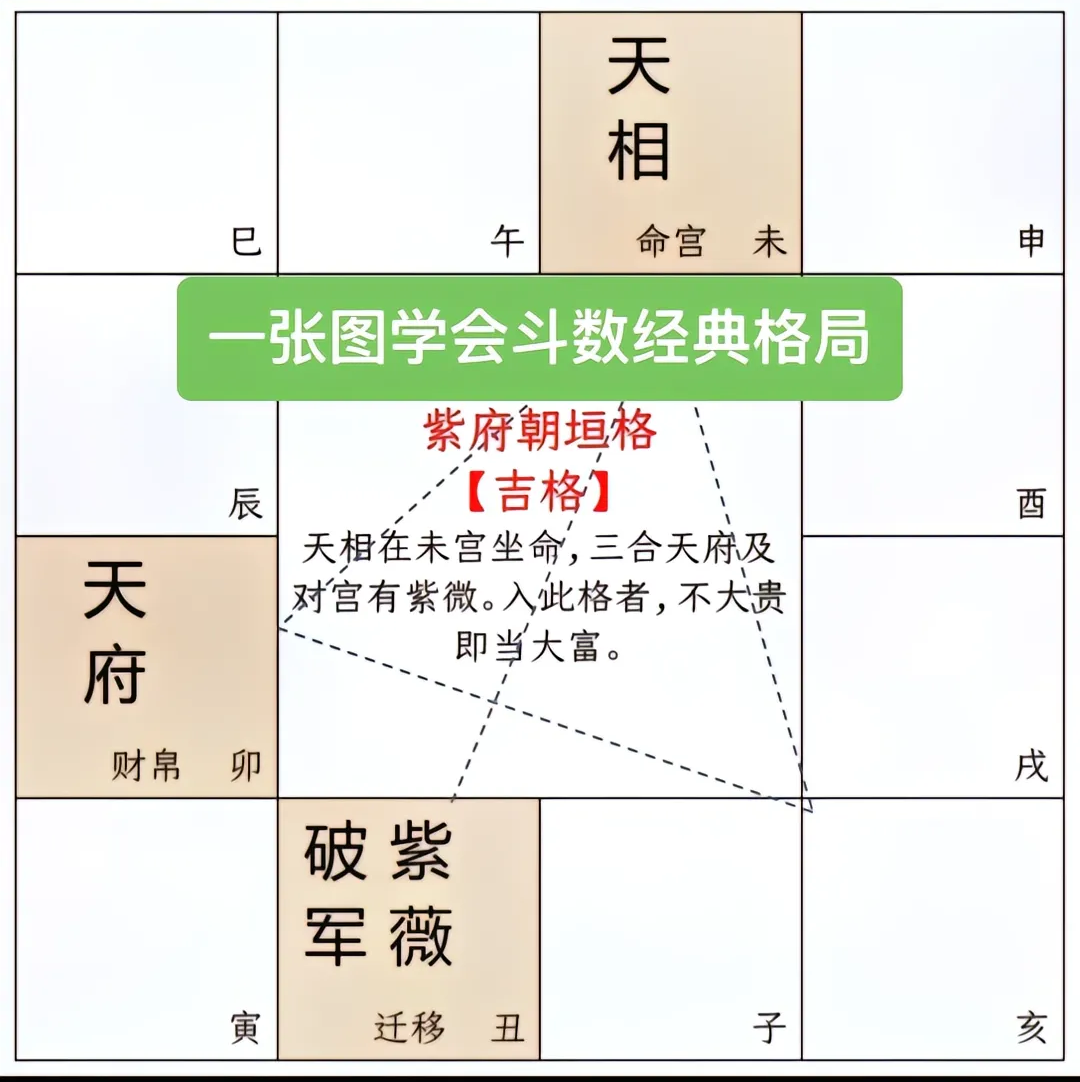 天相
命宫 未
巳
午
申
一张图学会斗数经典格局
紫府朝垣格
【吉格】
天相在未宫坐命,三合天府及
对宫有紫微。入此格者,不大贵
即当大富。
辰
酉
天府
财帛 卯
戌
寅
破军
紫薇
迁移 丑
子
亥